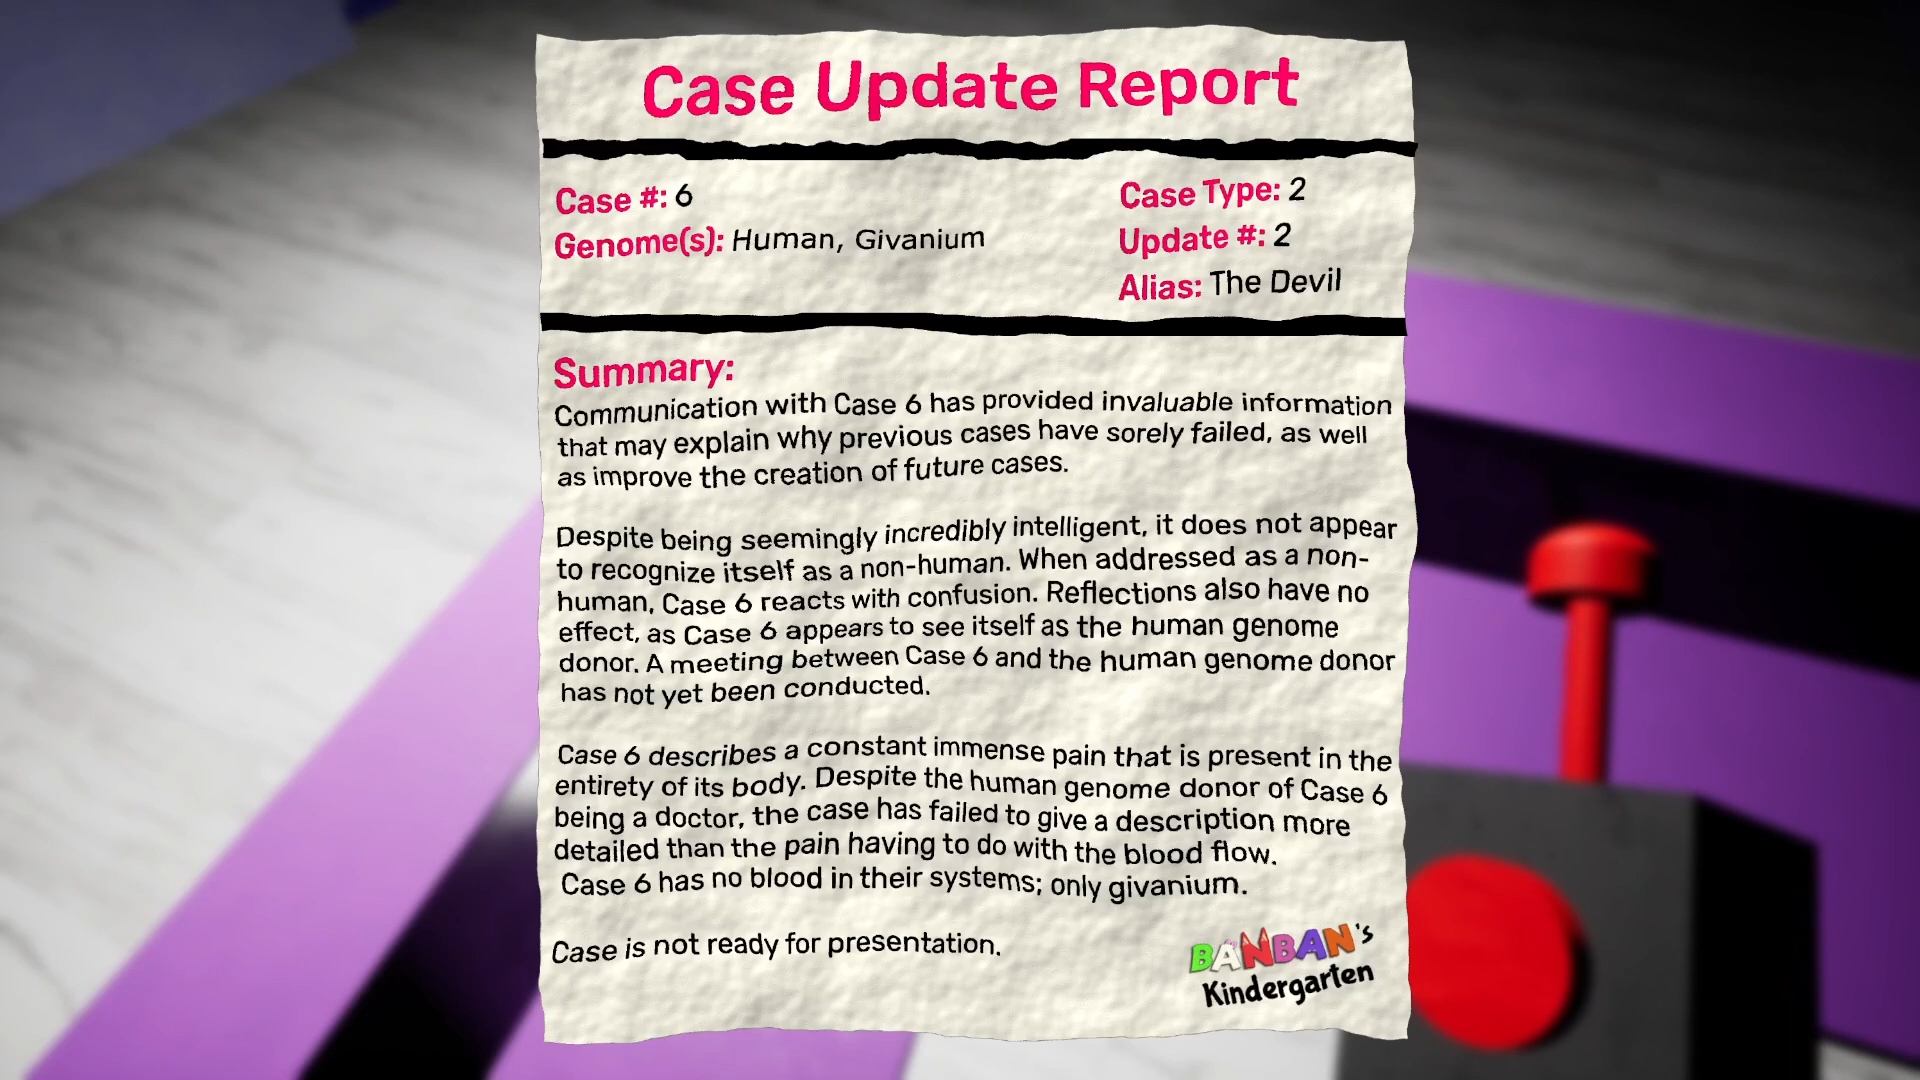 Case Update Report
Case #: 6
Genome(s): Human, Givanium
Case Type: 2
Update #: 2
Alias: The Devil
Summary:
Communication with Case 6 has provided invaluable information
that may explain why previous cases have sorely failed, as well
as improve the creation of future cases.
Despite being seemingly incredibly intelligent, it does not appear
to recognize itself as a non-human. When addressed as a non-
human, Case 6 reacts with confusion. Reflections also have no
effect, as Case 6 appears to see itself as the human genome
donor. A meeting between Case 6 and the human genome donor
has not yet been conducted.
Case 6 describes a constant immense pain that is present in the
entirety of its body. Despite the human genome donor of Case 6
being a doctor, the case has failed to give a description more
detailed than the pain having to do with the blood flow.
Case 6 has no blood in their systems; only givanium.
Case is not ready for presentation.
BANBAN's
Kindergarten